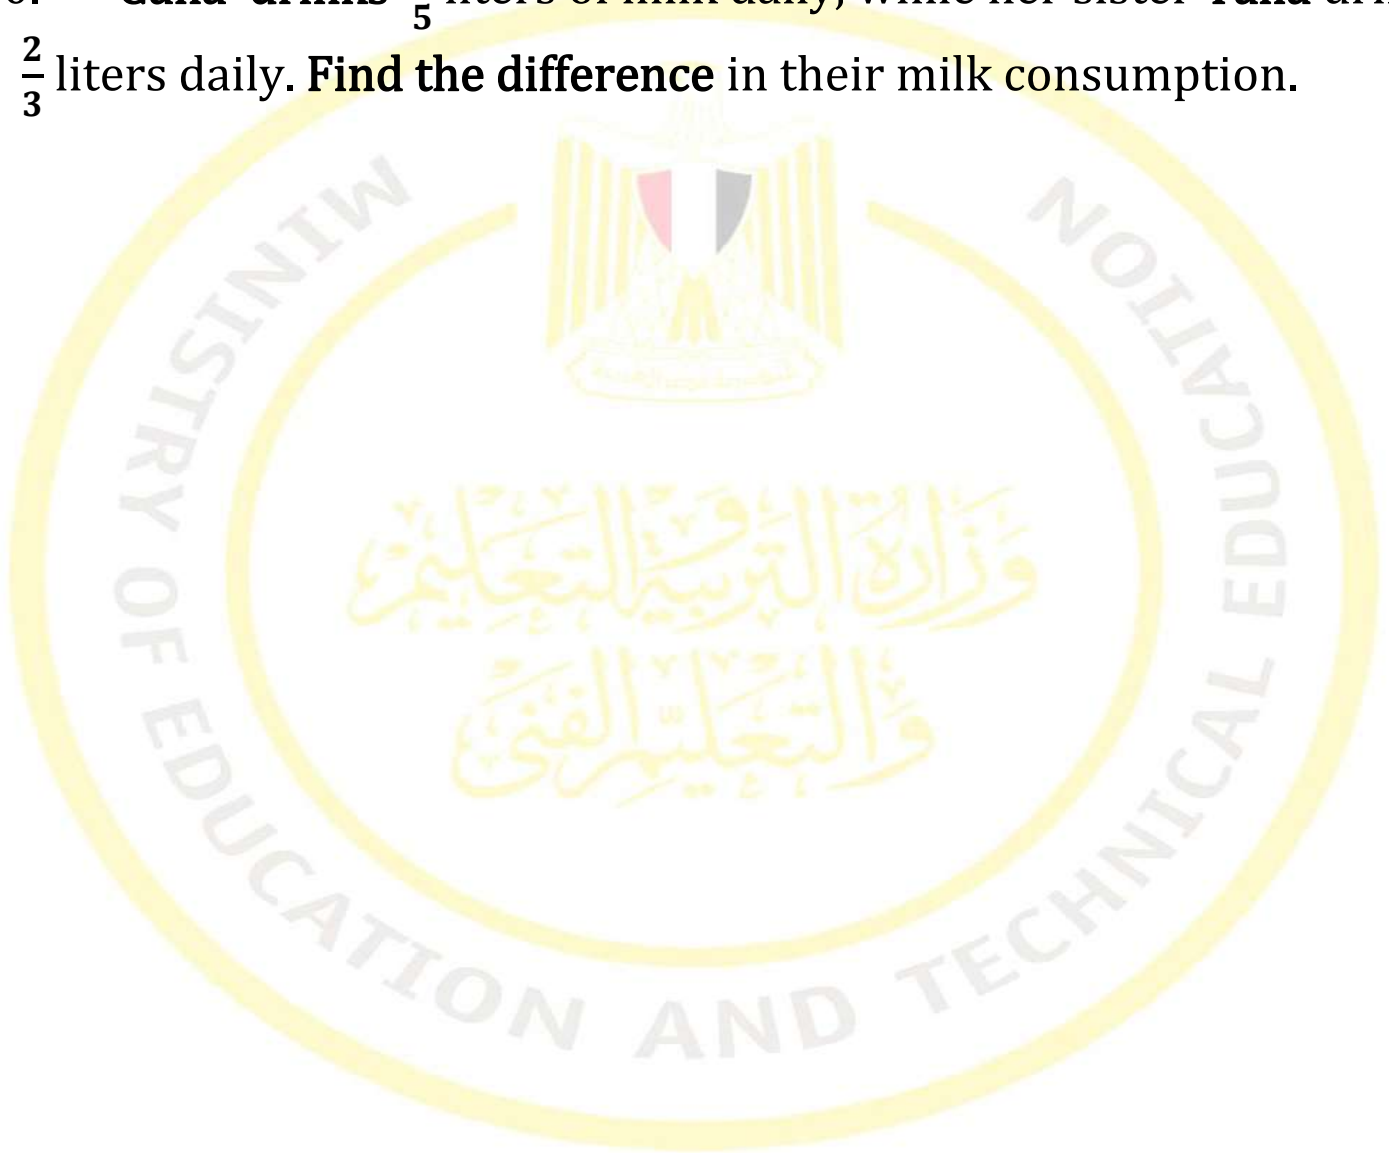 drinks 5 liters of milk daily, while her sister
2/3 liters daily. Find the difference in their milk consumption.
MINISTRY OF EDUCATION AND TECHNICAL EDUCATION
وزارة التربية والتعليم
والتعليم الفني